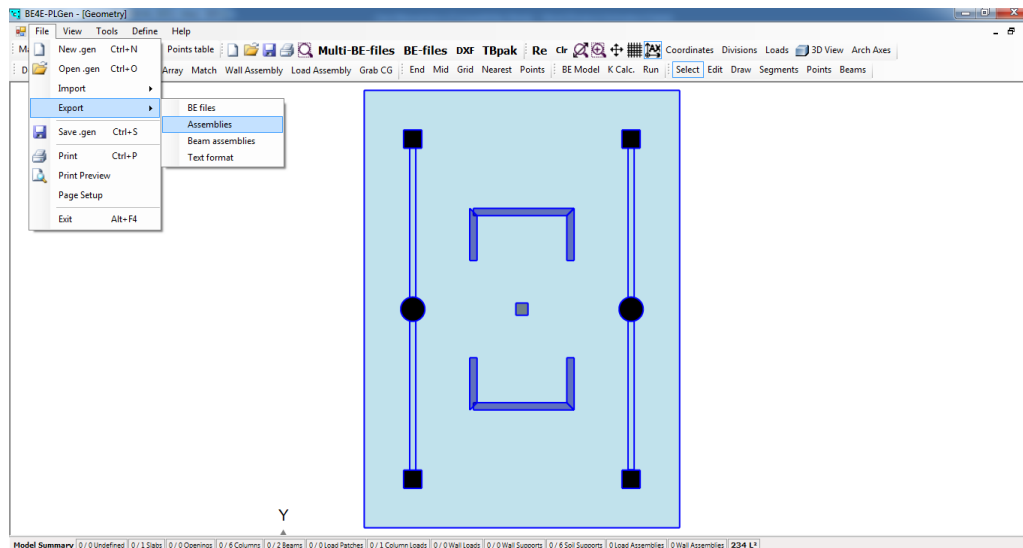 BE4E-PLGen - [Geometry]
File View Tools Define Help
Points table Multi-BE-files BE-files DXF TBpak Re Clr Coordinates Divisions Loads 3D View Arch Axes
Array Match Wall Assembly Load Assembly Grab CG End Mid Grid Nearest Points BE Model K Calc. Run Select Edit Draw Segments Points Beams
New .gen Ctrl+N
Open .gen Ctrl+O
Import
Export
Save .gen Ctrl+S
Print Ctrl+P
Print Preview
Page Setup
Exit Alt+F4
BE files
Assemblies
Beam assemblies
Text format
Y
Model Summary 0 / 0 Undefined 0 / 1 Slabs 0 / 0 Openings 0 / 6 Columns 0 / 2 Beams 0 / 0 Load Patches 0 / 1 Column Loads 0 / 0 Wall Loads 0 / 0 Wall Supports 0 / 6 Soil Supports 0 Load Assemblies 0 Wall Assemblies 234 L²